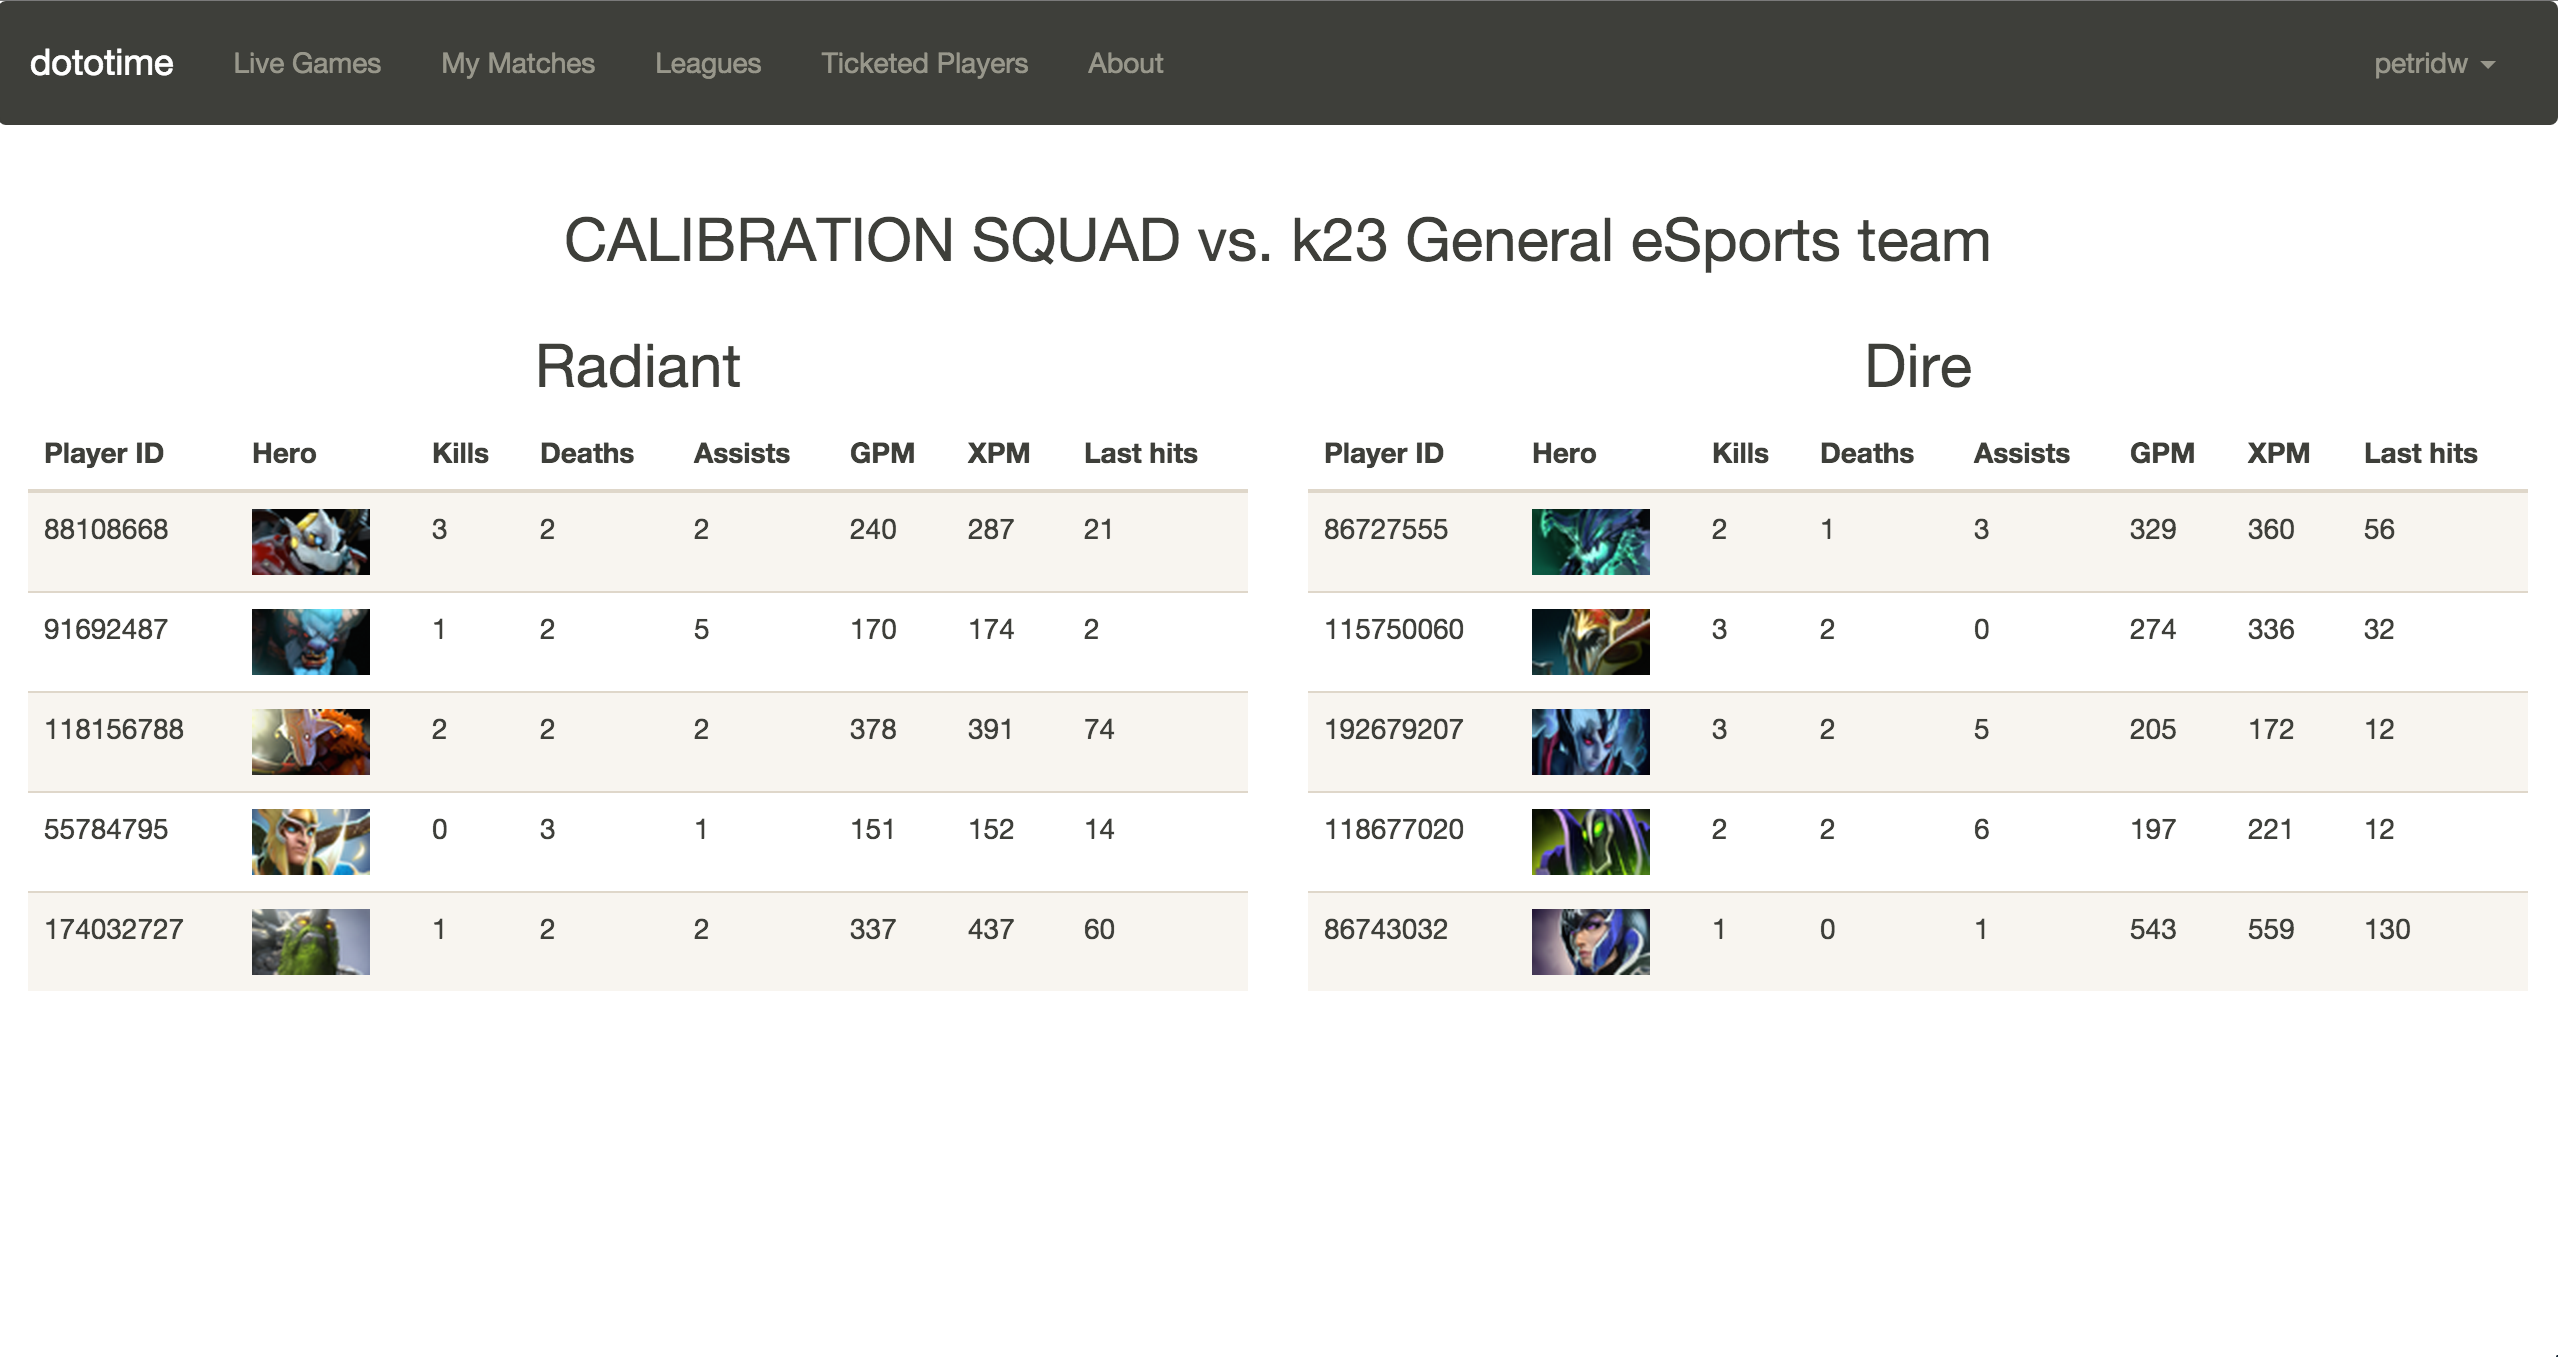 dototime Live Games My Matches Leagues Ticketed Players About petridw
CALIBRATION SQUAD vs. k23 General eSports team
Radiant
Player ID Hero Kills Deaths Assists GPM XPM Last hits
88108668 3 2 2 240 287 21
91692487 1 2 5 170 174 2
118156788 2 2 2 378 391 74
55784795 0 3 1 151 152 14
174032727 1 2 2 337 437 60
Dire
Player ID Hero Kills Deaths Assists GPM XPM Last hits
86727555 2 1 3 329 360 56
115750060 3 2 0 274 336 32
192679207 3 2 5 205 172 12
118677020 2 2 6 197 221 12
86743032 1 0 1 543 559 130